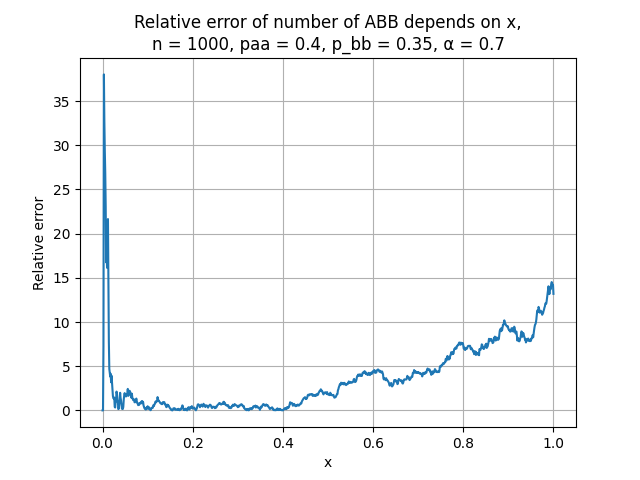 Relative error of number of ABB depends on x,
n = 1000, paa = 0.4, p_bb = 0.35, α = 0.7
Relative error
35
30
25
20
15
10
5
0
0.0 0.2 0.4 0.6 0.8 1.0
x